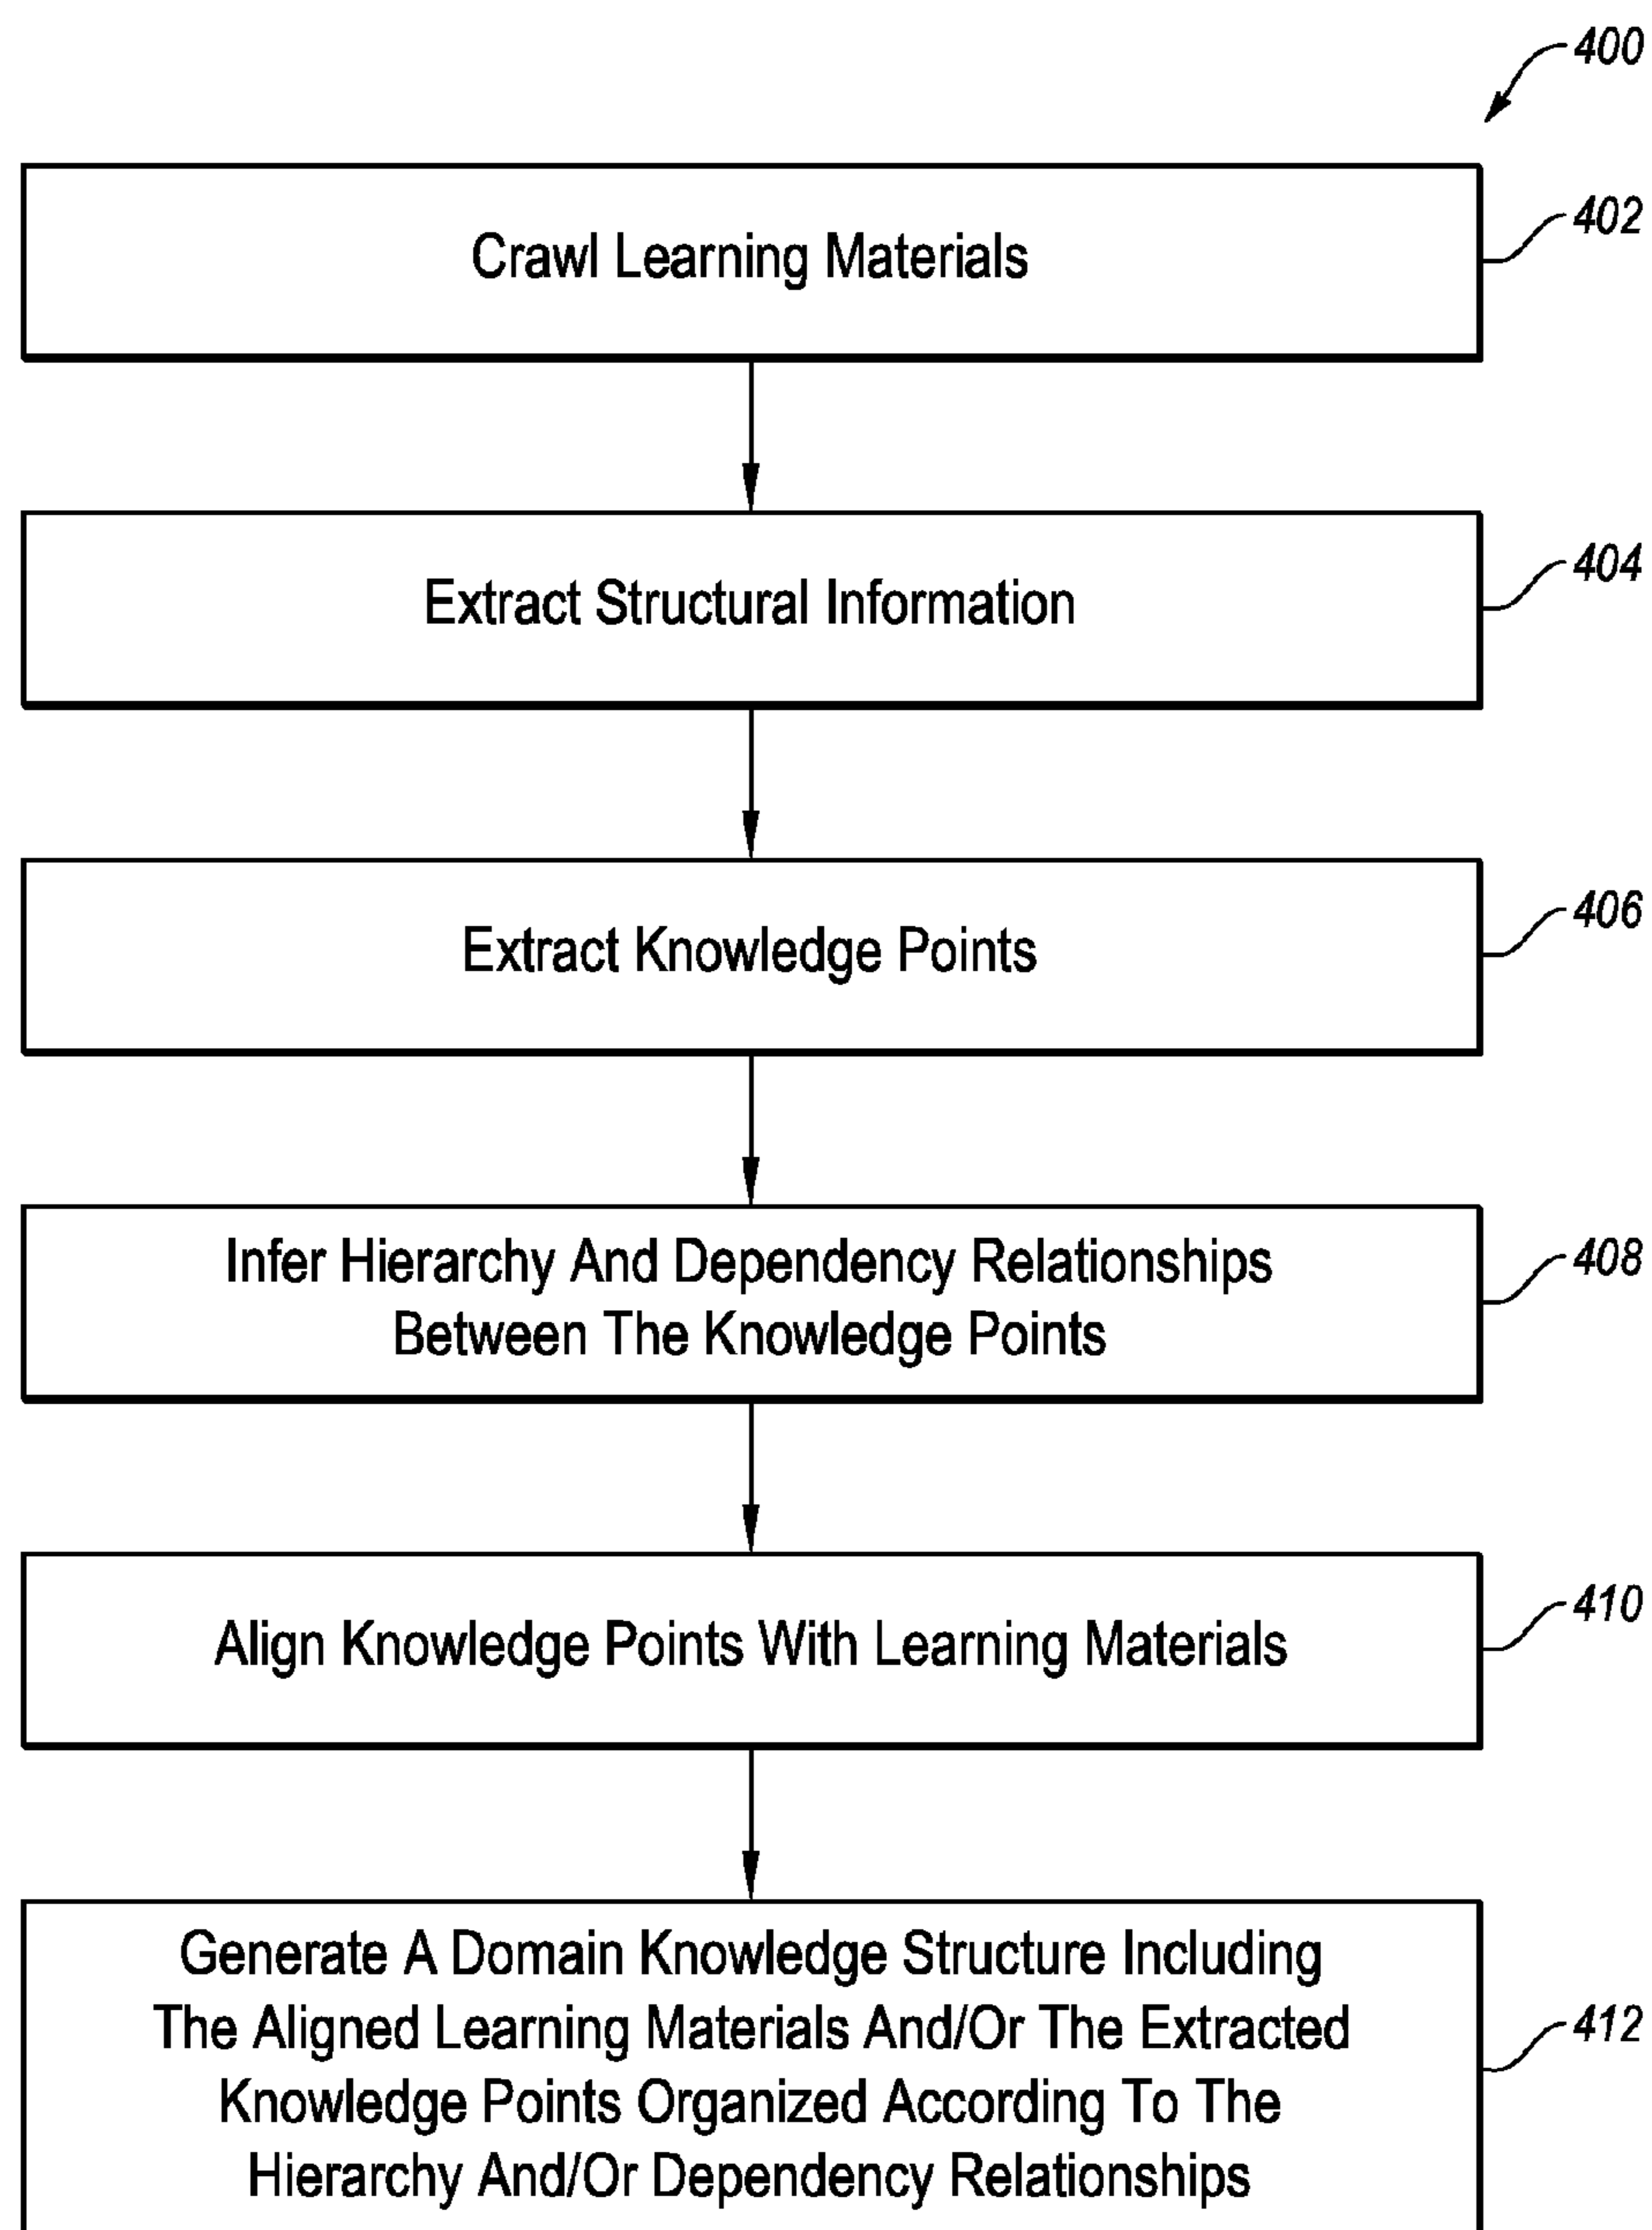 400
Crawl Learning Materials
402
Extract Structural Information
404
Extract Knowledge Points
406
Infer Hierarchy And Dependency Relationships
Between The Knowledge Points
408
Align Knowledge Points With Learning Materials
410
Generate A Domain Knowledge Structure Including
The Aligned Learning Materials And/Or The Extracted
Knowledge Points Organized According To The
Hierarchy And/Or Dependency Relationships
412